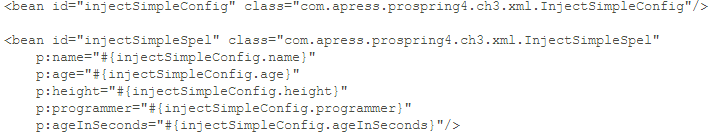 <bean id="injectSimpleConfig" class="com.apress.prospring4.ch3.xml.InjectSimpleConfig"/>
<bean id="injectSimpleSpel" class="com.apress.prospring4.ch3.xml.InjectSimpleSpel"
p:name="#{injectSimpleConfig.name}"
p:age="#{injectSimpleConfig.age}"
p:height="#{injectSimpleConfig.height}"
p:programmer="#{injectSimpleConfig.programmer}"
p:ageInSeconds="#{injectSimpleConfig.ageInSeconds}"/>